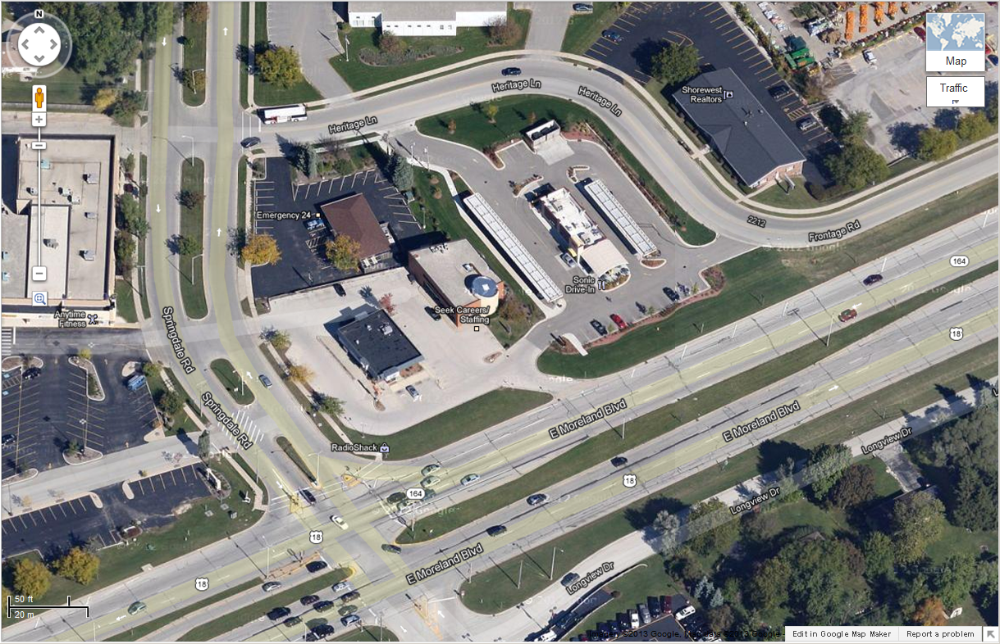 N
Map
Traffic
Heritage Ln
Heritage Ln
Heritage Ln
Shorewest
Realtors
Emergency 24
2212
Frontage Rd
164
Sonic
Drive-In
Anytime
Fitness
Seek Careers/
Staffing
18
Springdale Rd
Springdale Rd
E Moreland Blvd
E Moreland Blvd
RadioShack
Longview Dr
164
18
Longview Dr
18
E Moreland Blvd
18
Longview Dr
50 ft
20 m
Imagery ©2013 Google, Map data ©2013 Google -
Edit in Google Map Maker
Report a problem